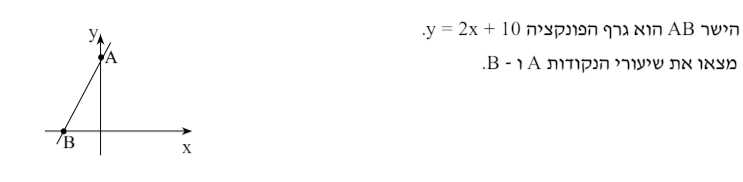 הישר AB הוא גרף הפונקציה y = 2x + 10.
מצאו את שיעורי הנקודות A ו - B.
y
A
B
x